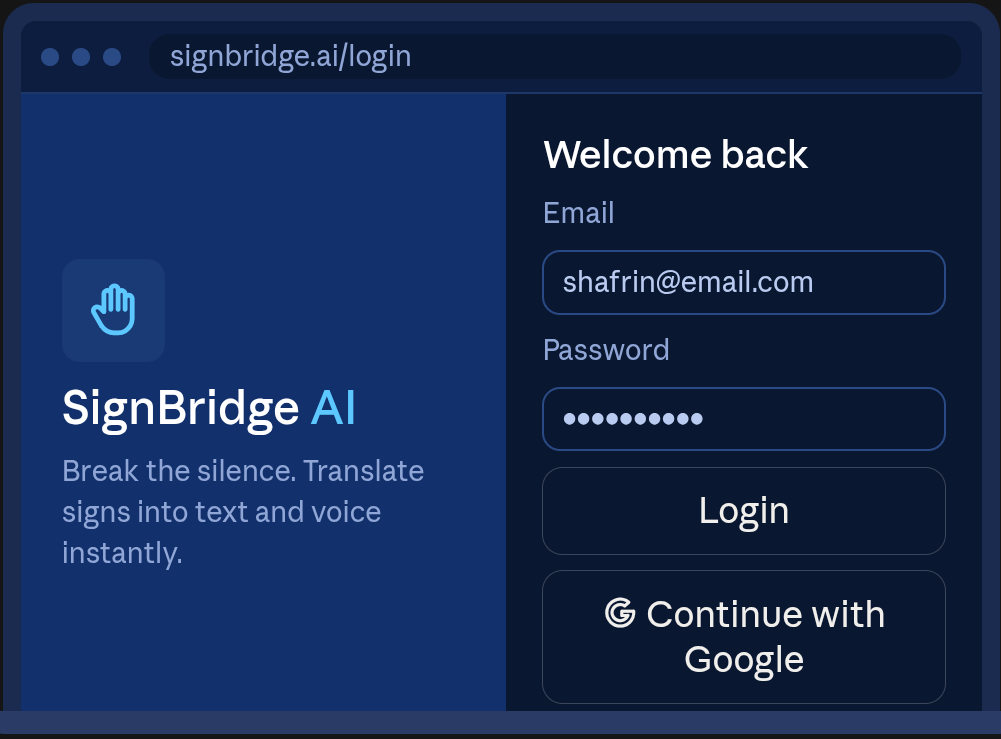 signbridge.ai/login
SignBridge AI
Break the silence. Translate
signs into text and voice
instantly.
Welcome back
Email
shafrin@email.com
Password
••••••••••
Login
Continue with
Google